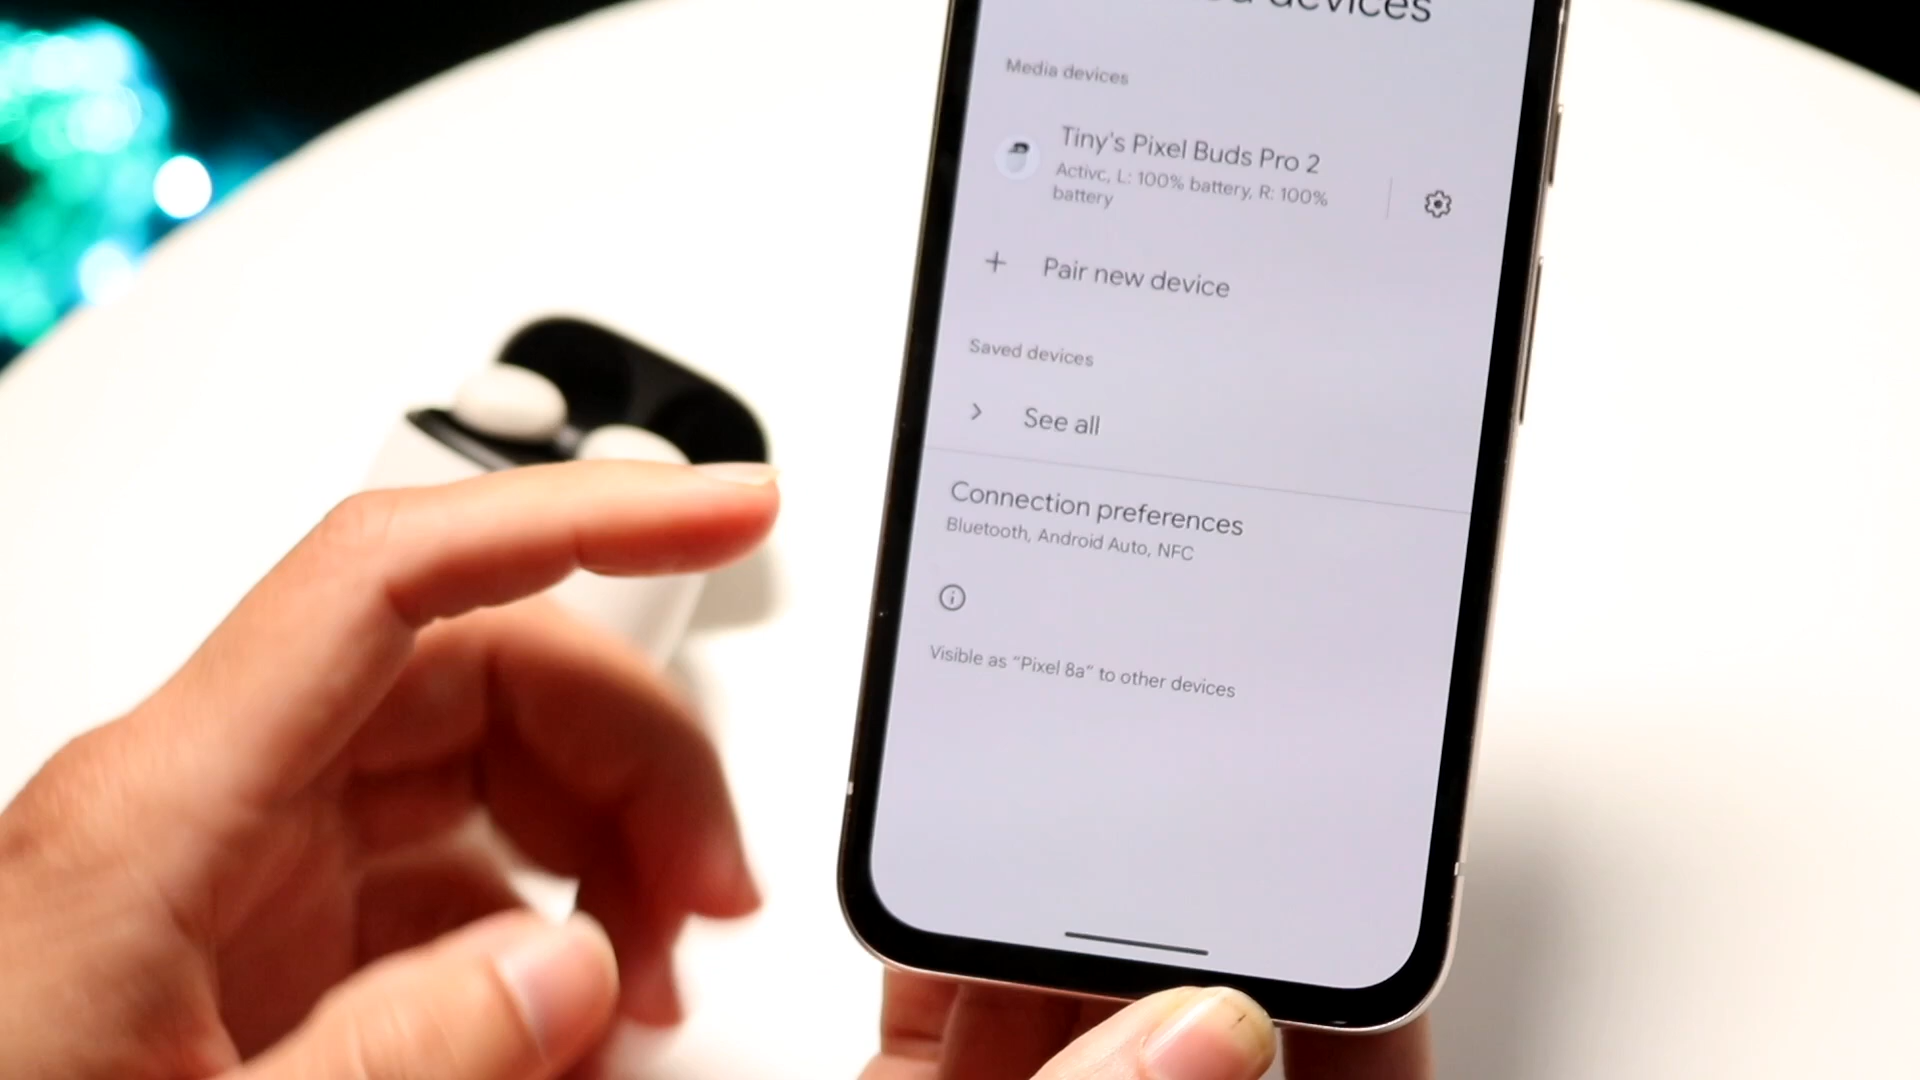 devices
Media devices
Tiny's Pixel Buds Pro 2
Active, L: 100% battery, R: 100%
battery
Pair new device
Saved devices
See all
Connection preferences
Bluetooth, Android Auto, NFC
Visible as “Pixel 8a” to other devices